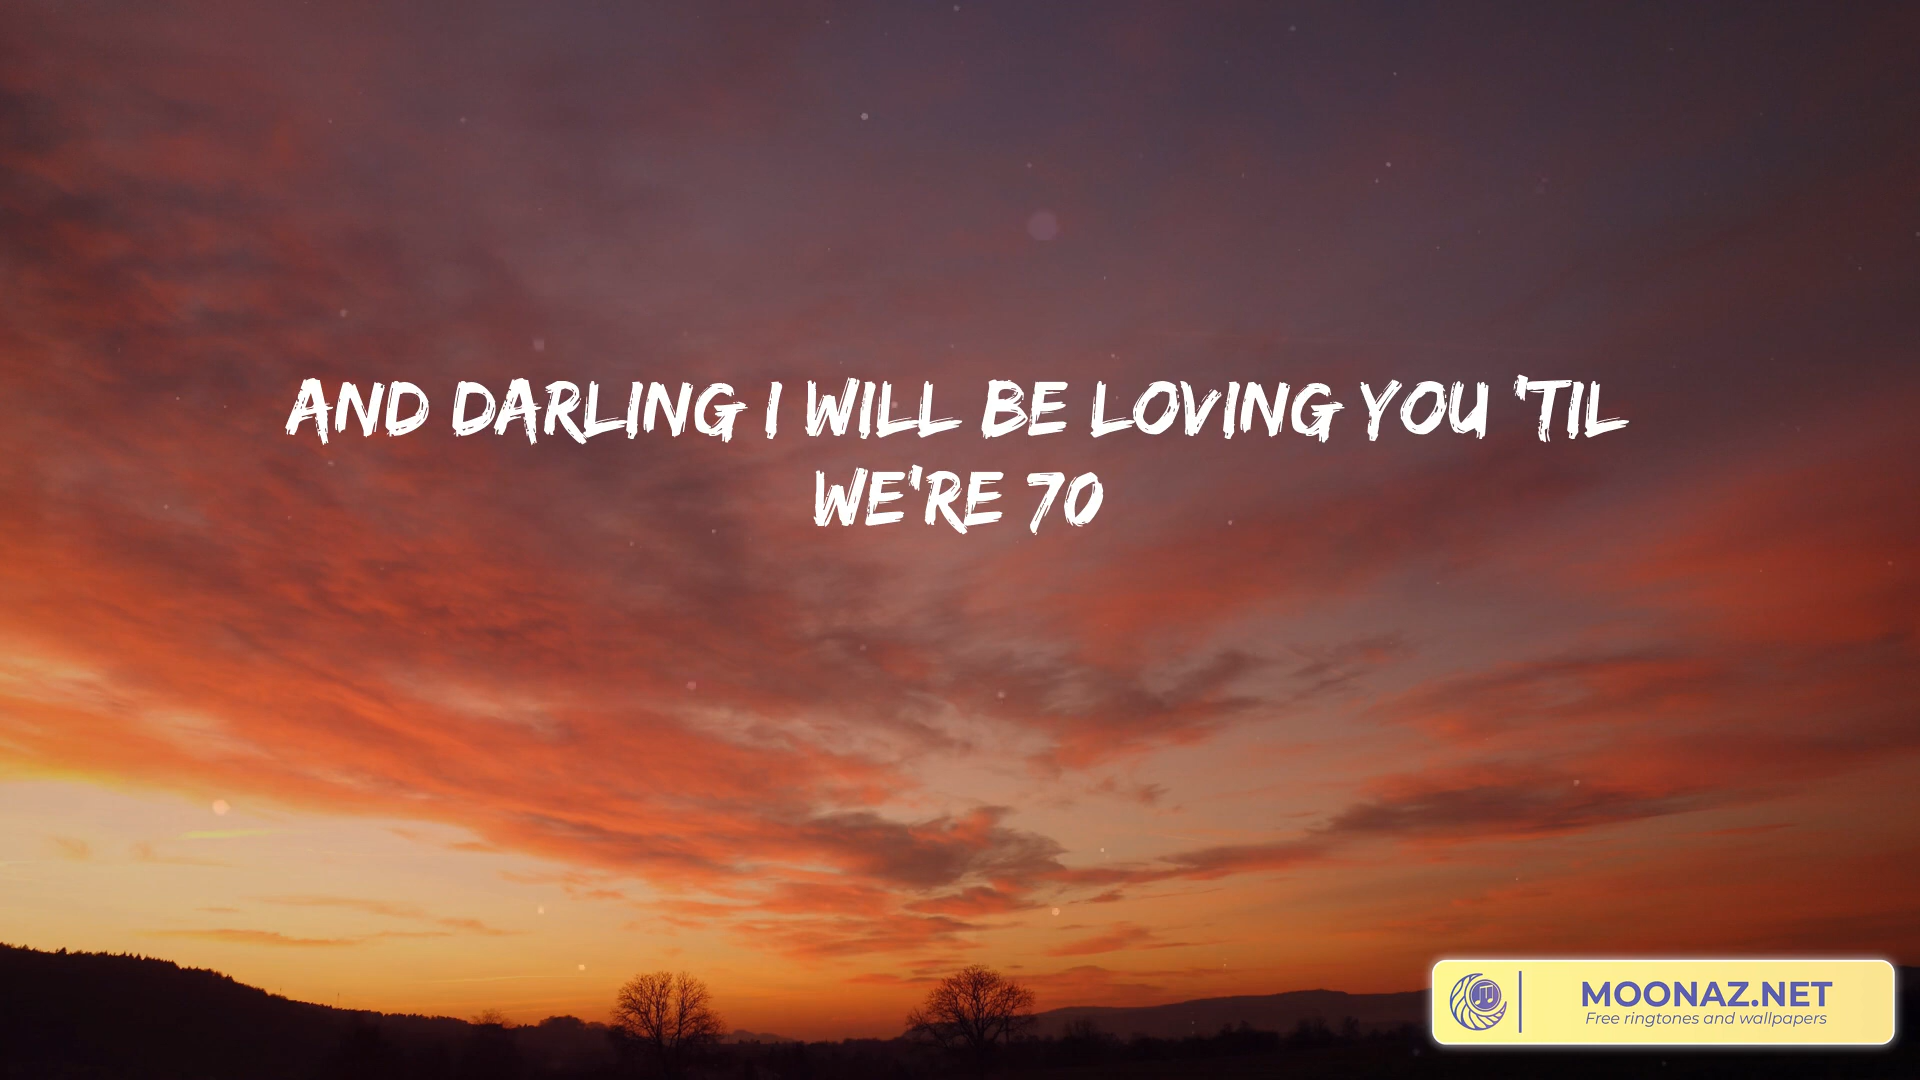 AND DARLING I WILL BE LOVING YOU 'TIL
WE'RE 70
MOONAZ.NET
Free ringtones and wallpapers